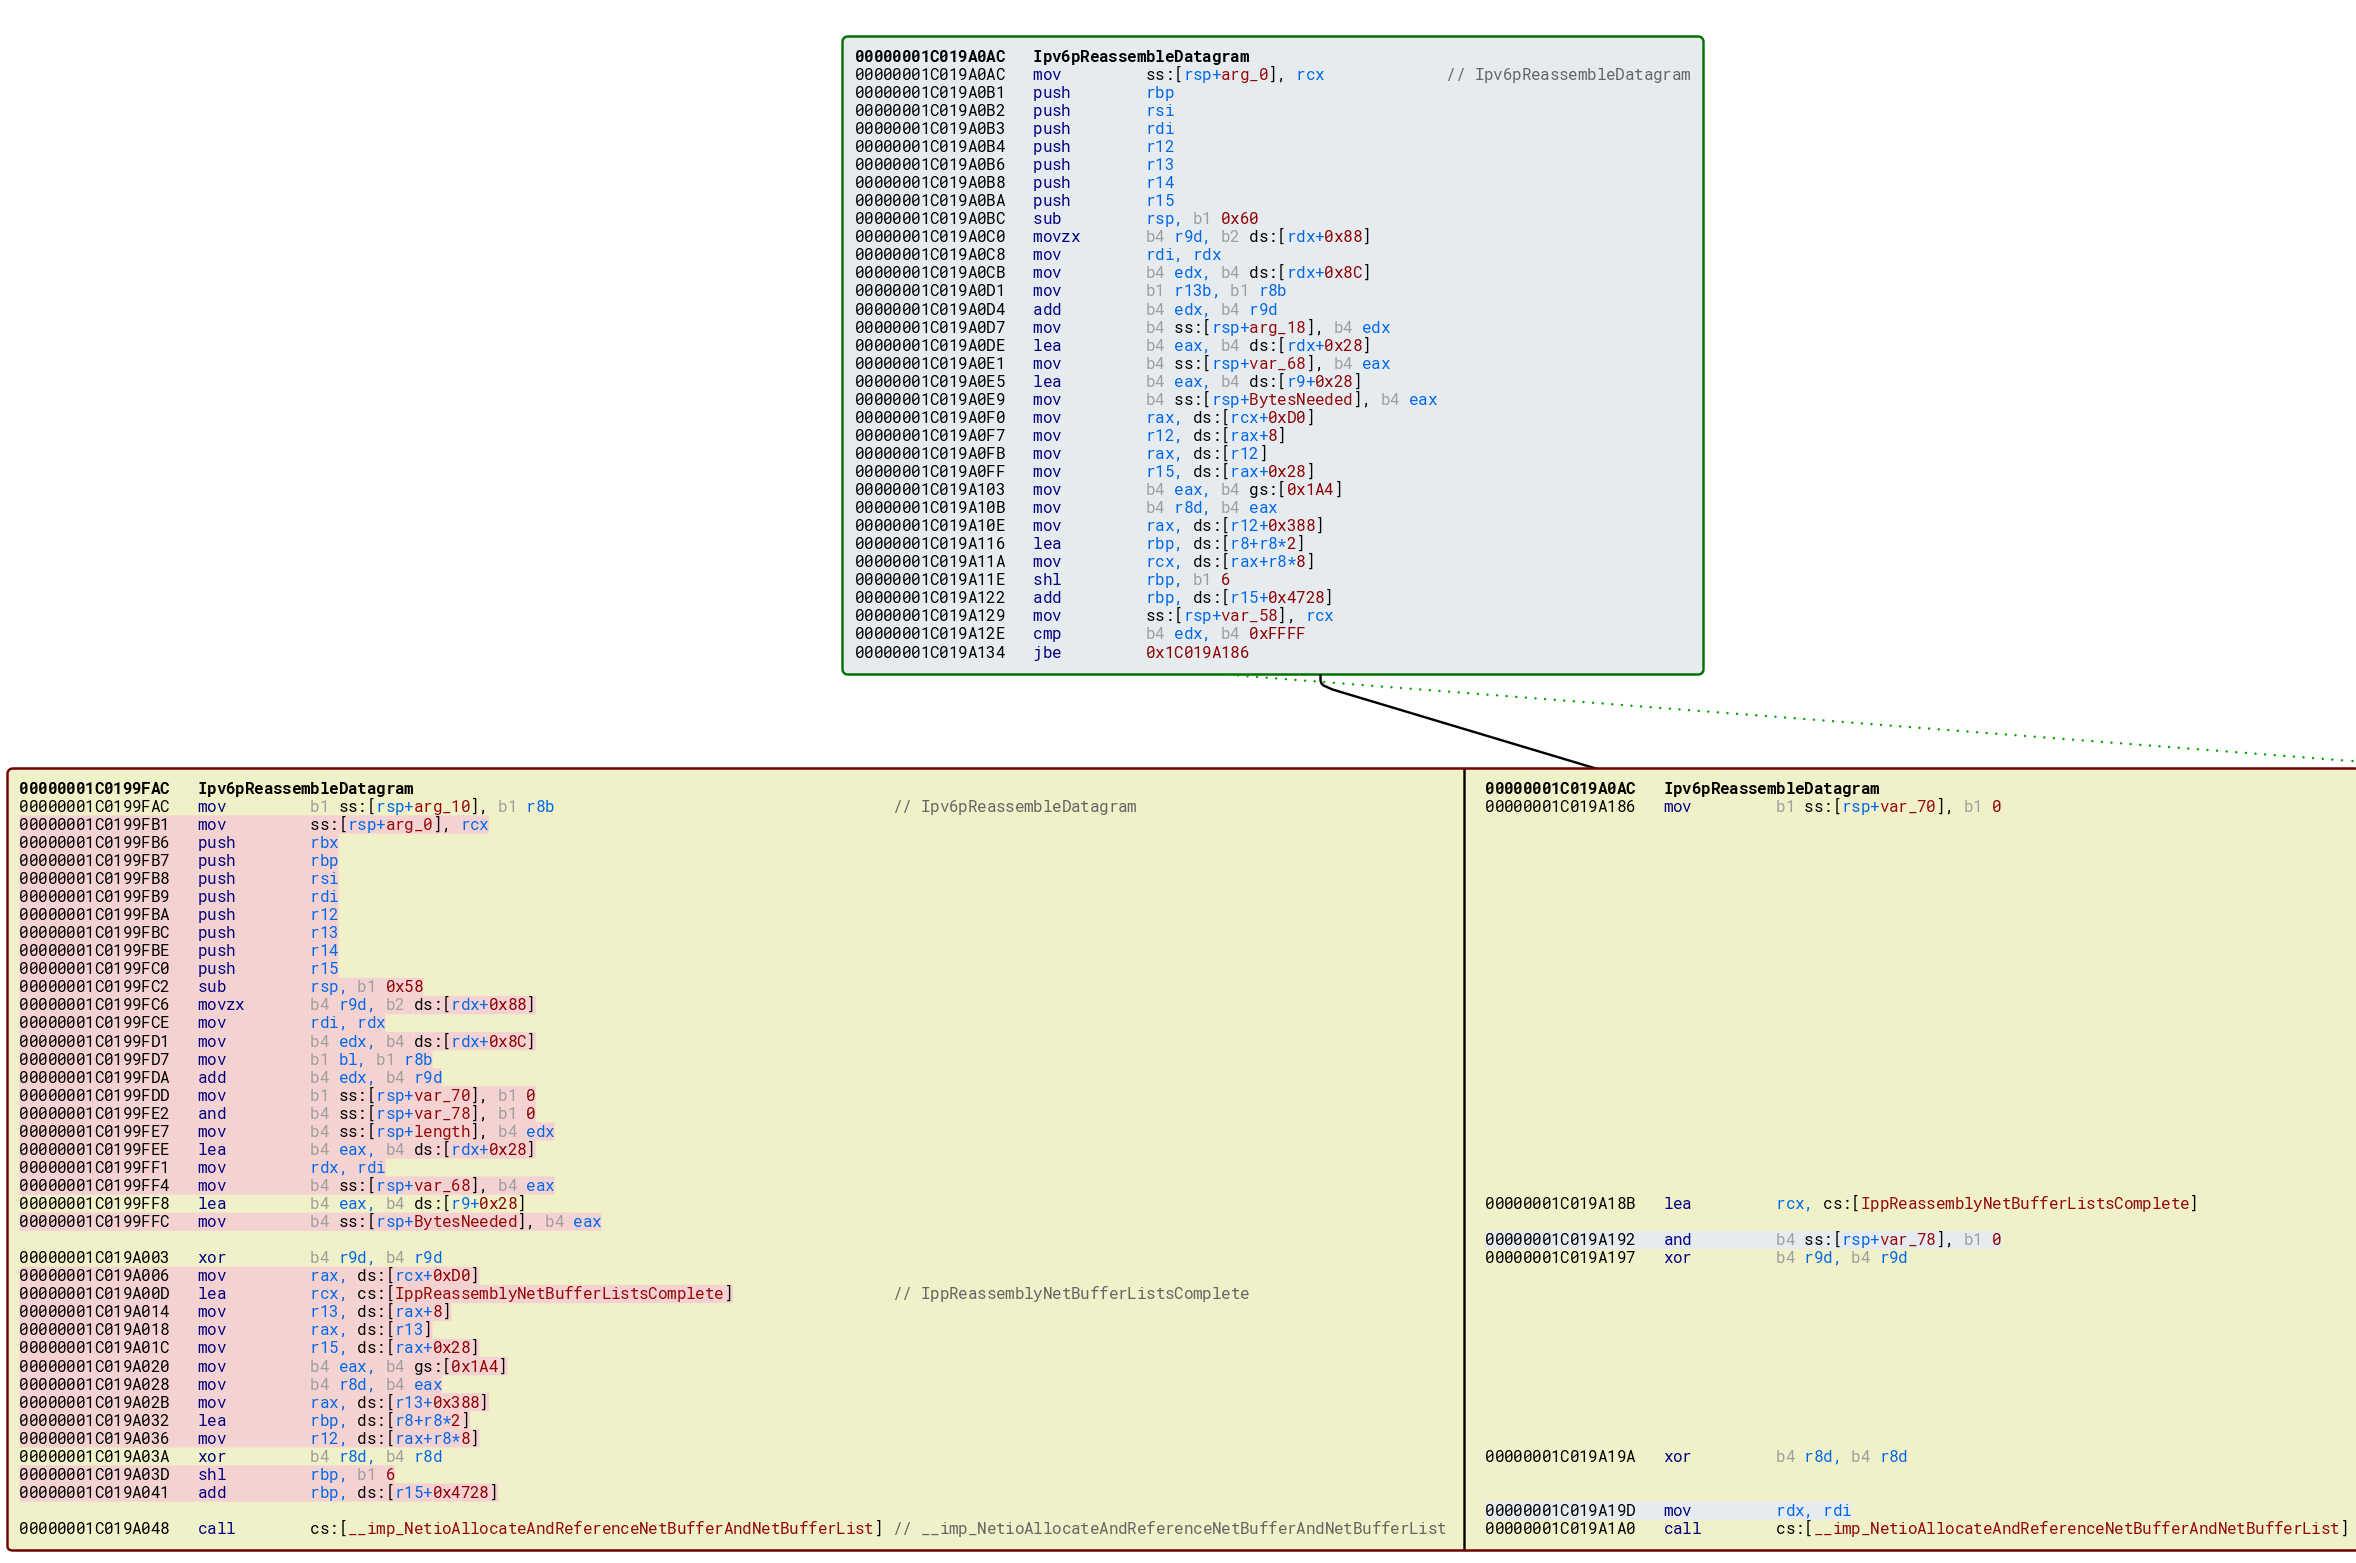 00000001C019A0AC Ipv6pReassembleDatagram
00000001C019A0AC mov ss:[rsp+arg_0], rcx // Ipv6pReassembleDatagram
00000001C019A0B1 push rbp
00000001C019A0B2 push rsi
00000001C019A0B3 push rdi
00000001C019A0B4 push r12
00000001C019A0B6 push r13
00000001C019A0B8 push r14
00000001C019A0BA push r15
00000001C019A0BC sub rsp, b1 0x60
00000001C019A0C0 movzx b4 r9d, b2 ds:[rdx+0x88]
00000001C019A0C8 mov rdi, rdx
00000001C019A0CB mov b4 edx, b4 ds:[rdx+0x8C]
00000001C019A0D1 mov b1 r13b, b1 r8b
00000001C019A0D4 add b4 edx, b4 r9d
00000001C019A0D7 mov b4 ss:[rsp+arg_18], b4 edx
00000001C019A0DE lea b4 eax, b4 ds:[rdx+0x28]
00000001C019A0E1 mov b4 ss:[rsp+var_68], b4 eax
00000001C019A0E5 lea b4 eax, b4 ds:[r9+0x28]
00000001C019A0E9 mov b4 ss:[rsp+BytesNeeded], b4 eax
00000001C019A0F0 mov rax, ds:[rcx+0xD0]
00000001C019A0F7 mov r12, ds:[rax+8]
00000001C019A0FB mov rax, ds:[r12]
00000001C019A0FF mov r15, ds:[rax+0x28]
00000001C019A103 mov b4 eax, b4 gs:[0x1A4]
00000001C019A10B mov b4 r8d, b4 eax
00000001C019A10E mov rax, ds:[r12+0x388]
00000001C019A116 lea rbp, ds:[r8+r8*2]
00000001C019A11A mov rcx, ds:[rax+r8*8]
00000001C019A11E shl rbp, b1 6
00000001C019A122 add rbp, ds:[r15+0x4728]
00000001C019A129 mov ss:[rsp+var_58], rcx
00000001C019A12E cmp b4 edx, b4 0xFFFF
00000001C019A134 jbe 0x1C019A186
00000001C0199FAC Ipv6pReassembleDatagram
00000001C0199FAC mov b1 ss:[rsp+arg_10], b1 r8b // Ipv6pReassembleDatagram
00000001C0199FB1 mov ss:[rsp+arg_0], rcx
00000001C0199FB6 push rbx
00000001C0199FB7 push rbp
00000001C0199FB8 push rsi
00000001C0199FB9 push rdi
00000001C0199FBA push r12
00000001C0199FBC push r13
00000001C0199FBE push r14
00000001C0199FC0 push r15
00000001C0199FC2 sub rsp, b1 0x58
00000001C0199FC6 movzx b4 r9d, b2 ds:[rdx+0x88]
00000001C0199FCE mov rdi, rdx
00000001C0199FD1 mov b4 edx, b4 ds:[rdx+0x8C]
00000001C0199FD7 mov b1 bl, b1 r8b
00000001C0199FDA add b4 edx, b4 r9d
00000001C0199FDD mov b1 ss:[rsp+var_70], b1 0
00000001C0199FE2 and b4 ss:[rsp+var_78], b1 0
00000001C0199FE7 mov b4 ss:[rsp+length], b4 edx
00000001C0199FEE lea b4 eax, b4 ds:[rdx+0x28]
00000001C0199FF1 mov rdx, rdi
00000001C0199FF4 mov b4 ss:[rsp+var_68], b4 eax
00000001C0199FF8 lea b4 eax, b4 ds:[r9+0x28]
00000001C0199FFC mov b4 ss:[rsp+BytesNeeded], b4 eax
00000001C019A003 xor b4 r9d, b4 r9d
00000001C019A006 mov rax, ds:[rcx+0xD0]
00000001C019A00D lea rcx, cs:[IppReassemblyNetBufferListsComplete] // IppReassemblyNetBufferListsComplete
00000001C019A014 mov r13, ds:[rax+8]
00000001C019A018 mov rax, ds:[r13]
00000001C019A01C mov r15, ds:[rax+0x28]
00000001C019A020 mov b4 eax, b4 gs:[0x1A4]
00000001C019A028 mov b4 r8d, b4 eax
00000001C019A02B mov rax, ds:[r13+0x388]
00000001C019A032 lea rbp, ds:[r8+r8*2]
00000001C019A036 mov r12, ds:[rax+r8*8]
00000001C019A03A xor b4 r8d, b4 r8d
00000001C019A03D shl rbp, b1 6
00000001C019A041 add rbp, ds:[r15+0x4728]
00000001C019A048 call cs:[__imp_NetioAllocateAndReferenceNetBufferAndNetBufferList] // __imp_NetioAllocateAndReferenceNetBufferAndNetBufferList
00000001C019A0AC Ipv6pReassembleDatagram
00000001C019A186 mov b1 ss:[rsp+var_70], b1 0
00000001C019A18B lea rcx, cs:[IppReassemblyNetBufferListsComplete]
00000001C019A192 and b4 ss:[rsp+var_78], b1 0
00000001C019A197 xor b4 r9d, b4 r9d
00000001C019A19A xor b4 r8d, b4 r8d
00000001C019A19D mov rdx, rdi
00000001C019A1A0 call cs:[__imp_NetioAllocateAndReferenceNetBufferAndNetBufferList]